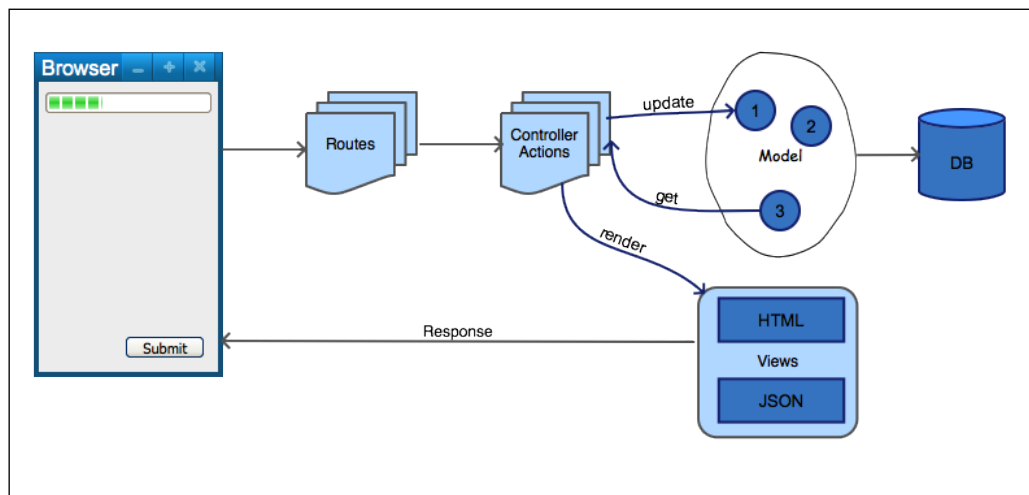 Browser
Submit
Routes
Controller
Actions
update
get
render
1
2
Model
3
DB
HTML
Views
JSON
Response